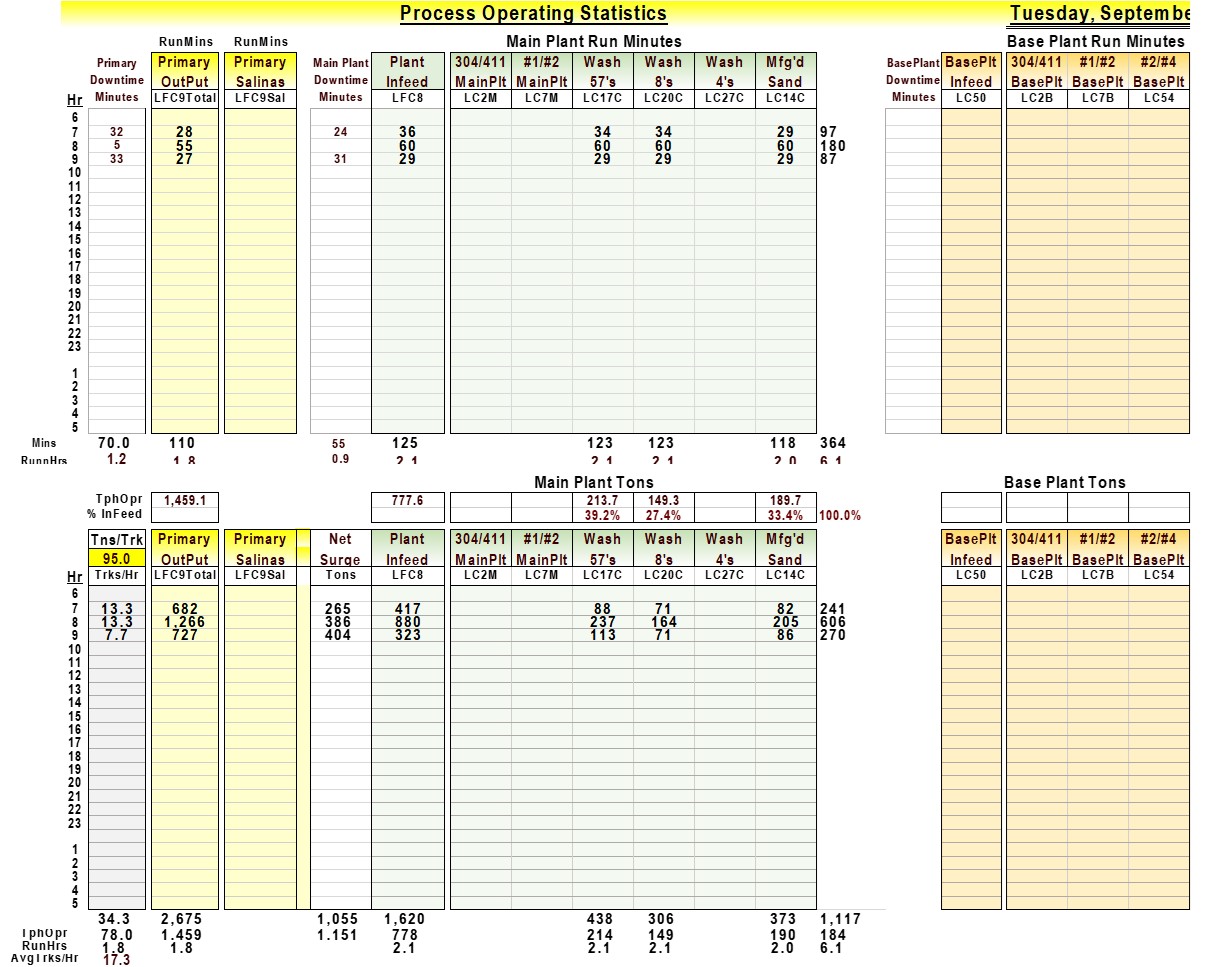 Process Operating Statistics Tuesday, Septembe
RunMins RunMins Main Plant Run Minutes Base Plant Run Minutes
Primary Primary Primary Main Plant Plant 304/411 #1/#2 Wash Wash Wash Mfg'd BasePlant BasePlt 304/411 #1/#2 #2/#4
Downtime OutPut Salinas Downtime Infeed MainPlt MainPlt 57's 8's 4's Sand Downtime Infeed BasePlt BasePlt BasePlt
Hr Minutes LFC9Total LFC9Sal Minutes LFC8 LC2M LC7M LC17C LC20C LC27C LC14C Minutes LC50 LC2B LC7B LC54
6
7 32 28 24 36 34 34 29 97
8 5 55 60 60 60 60 180
9 33 27 31 29 29 29 29 87
10
11
12
13
14
15
16
17
18
19
20
21
22
23
1
2
3
4
5
Mins 70.0 110 55 125 123 123 118 364
RunnHrs 1.2 1.8 0.9 2.1 2.1 2.1 2.0 6.1
Main Plant Tons Base Plant Tons
TphOpr 1,459.1 777.6 213.7 149.3 189.7
% InFeed 39.2% 27.4% 33.4% 100.0%
Tns/Trk Primary Primary Net Plant 304/411 #1/#2 Wash Wash Wash Mfg'd BasePlt 304/411 #1/#2 #2/#4
95.0 OutPut Salinas Surge Infeed MainPlt MainPlt 57's 8's 4's Sand Infeed BasePlt BasePlt BasePlt
Hr Trks/Hr LFC9Total LFC9Sal Tons LFC8 LC2M LC7M LC17C LC20C LC27C LC14C LC50 LC2B LC7B LC54
6
7 13.3 682 265 417 88 71 82 241
8 13.3 1,266 386 880 237 164 205 606
9 7.7 727 404 323 113 71 86 270
10
11
12
13
14
15
16
17
18
19
20
21
22
23
1
2
3
4
5
34.3 2,675 1,055 1,620 438 306 373 1,117
TphOpr 78.0 1,459 1,151 778 214 149 190 184
RunHrs 1.8 1.8 2.1 2.1 2.1 2.0 6.1
AvgTrks/Hr 17.3